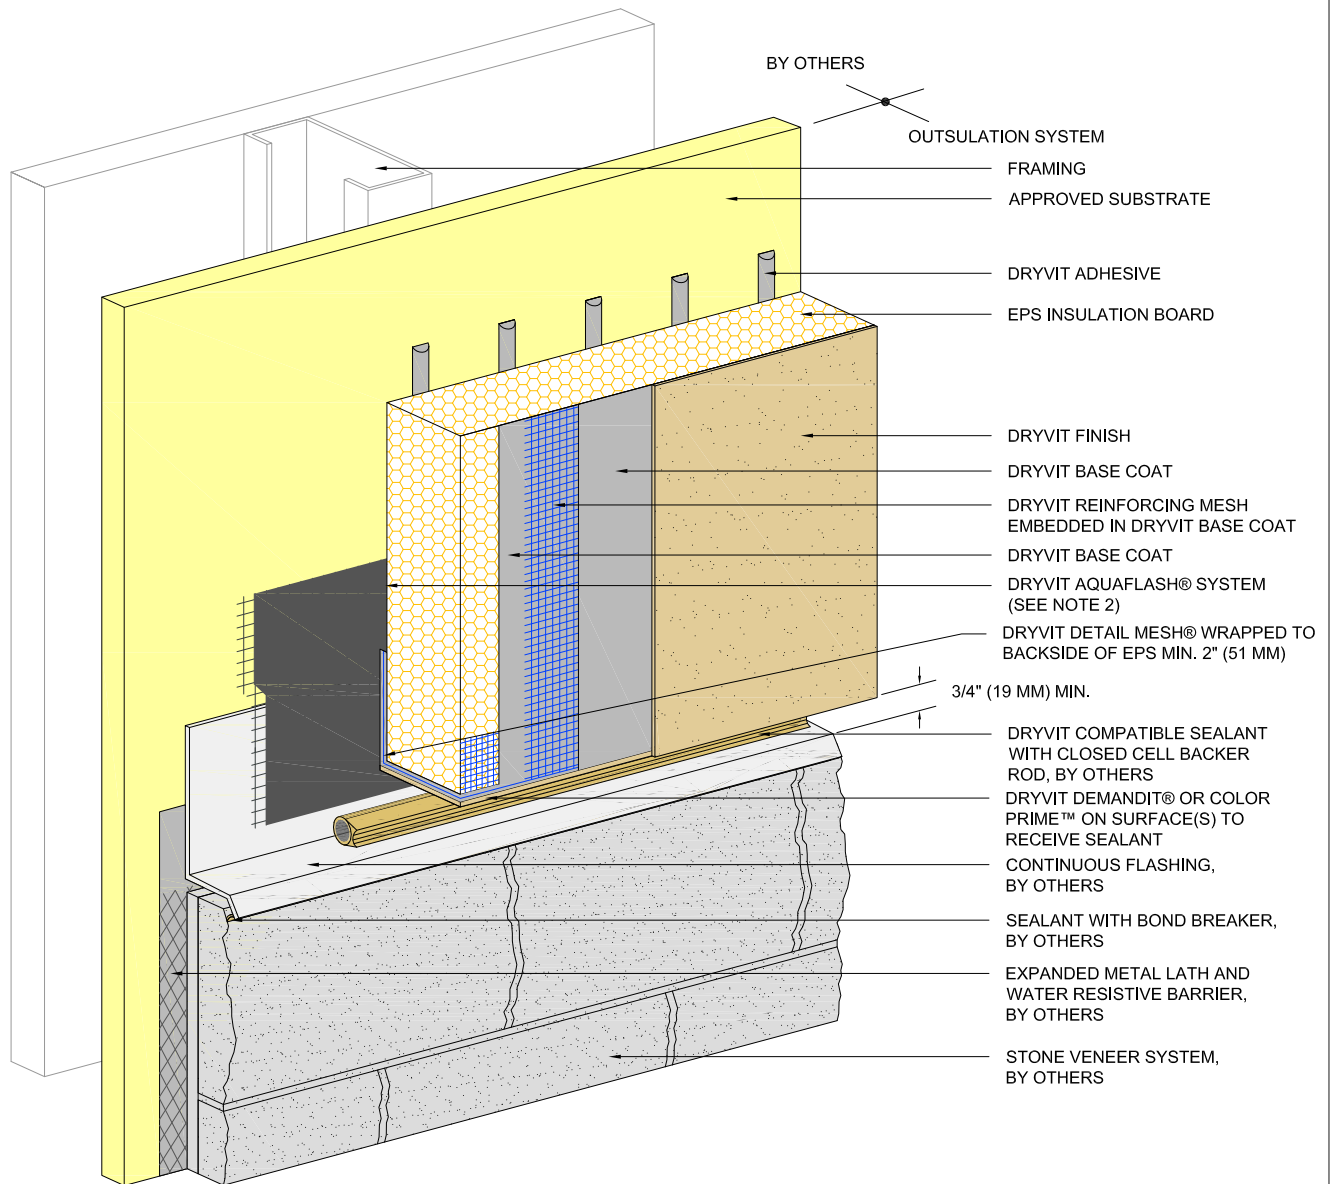 BY OTHERS
OUTSULATION SYSTEM
FRAMING
APPROVED SUBSTRATE
DRYVIT ADHESIVE
EPS INSULATION BOARD
DRYVIT FINISH
DRYVIT BASE COAT
DRYVIT REINFORCING MESH
EMBEDDED IN DRYVIT BASE COAT
DRYVIT BASE COAT
DRYVIT AQUAFLASH® SYSTEM
(SEE NOTE 2)
DRYVIT DETAIL MESH® WRAPPED TO
BACKSIDE OF EPS MIN. 2" (51 MM)
3/4" (19 MM) MIN.
DRYVIT COMPATIBLE SEALANT
WITH CLOSED CELL BACKER
ROD, BY OTHERS
DRYVIT DEMANDIT® OR COLOR
PRIME™ ON SURFACE(S) TO
RECEIVE SEALANT
CONTINUOUS FLASHING,
BY OTHERS
SEALANT WITH BOND BREAKER,
BY OTHERS
EXPANDED METAL LATH AND
WATER RESISTIVE BARRIER,
BY OTHERS
STONE VENEER SYSTEM,
BY OTHERS